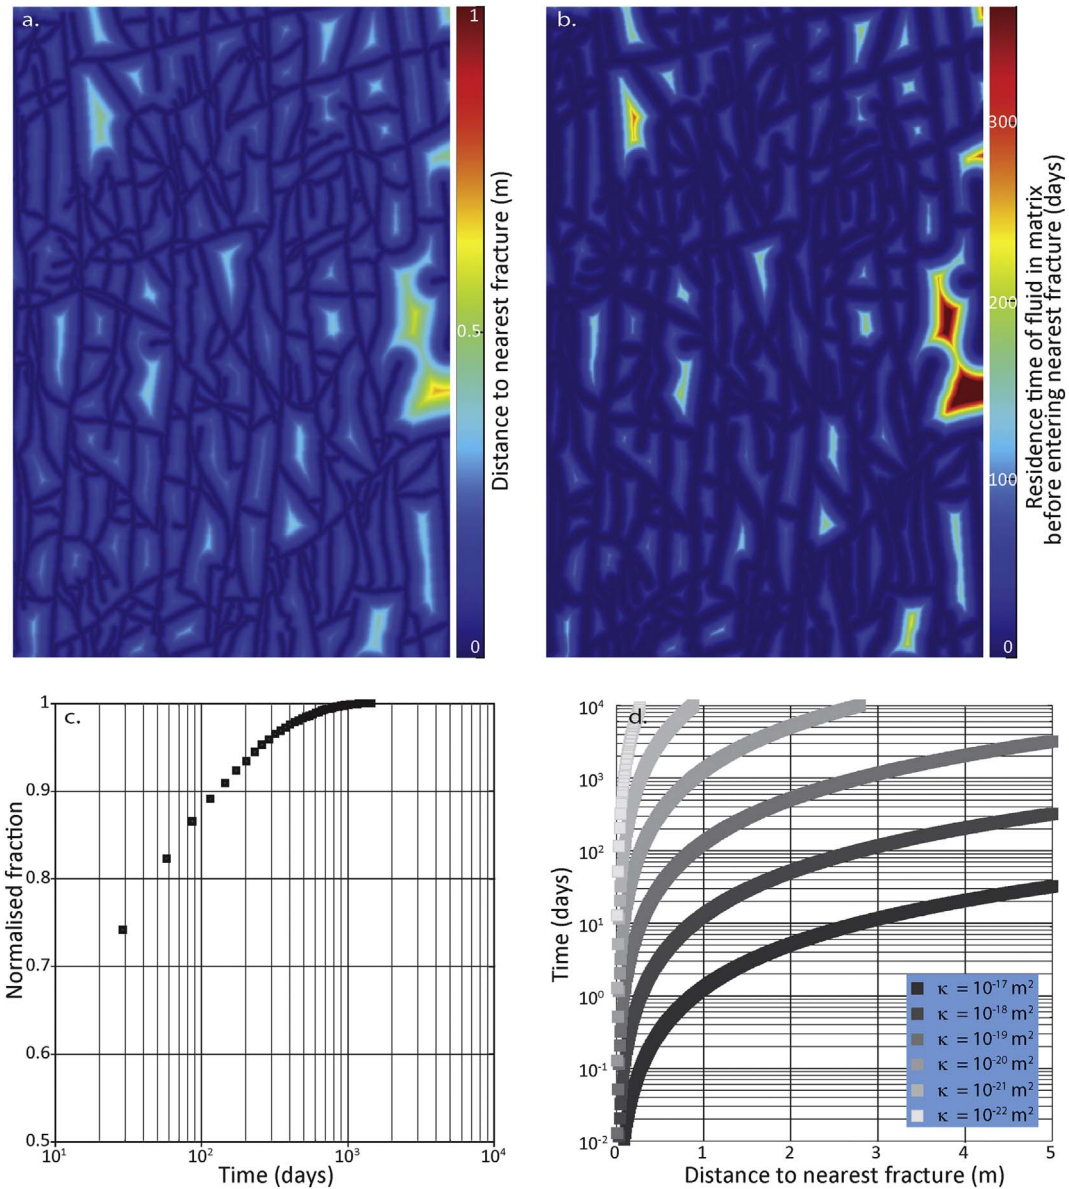 a.
1
0.5
0
Distance to nearest fracture (m)
b.
300
200
100
0
Residence time of fluid in matrix
before entering nearest fracture (days)
c.
1
0.9
0.8
0.7
0.6
0.5
10¹
10²
10³
10⁴
Normalised fraction
Time (days)
d.
10⁴
10³
10²
10¹
10⁰
10⁻¹
10⁻²
0
1
2
3
4
5
Time (days)
Distance to nearest fracture (m)
κ = 10⁻¹⁷ m²
κ = 10⁻¹⁸ m²
κ = 10⁻¹⁹ m²
κ = 10⁻²⁰ m²
κ = 10⁻²¹ m²
κ = 10⁻²² m²